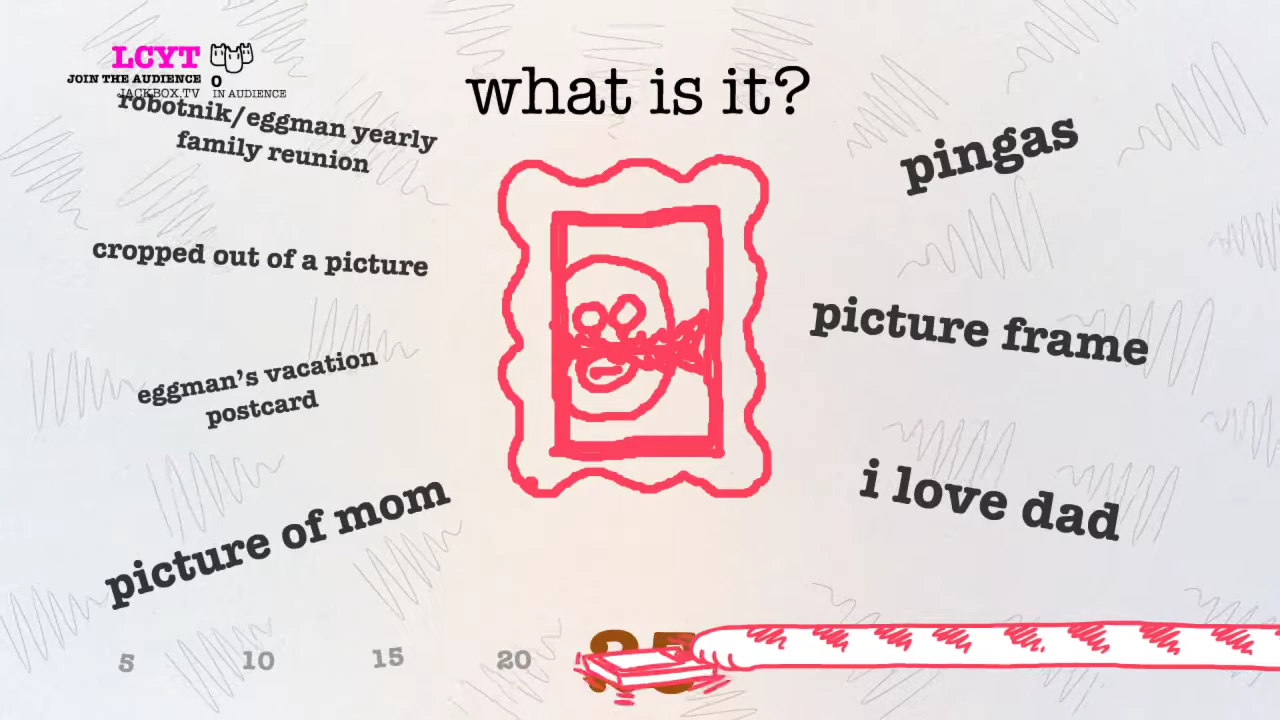 LCYT
JOIN THE AUDIENCE
JACKBOX.TV
0
IN AUDIENCE
what is it?
robotnik/eggman yearly
family reunion
cropped out of a picture
eggman's vacation
postcard
picture of mom
pingas
picture frame
i love dad
5
10
15
20
25